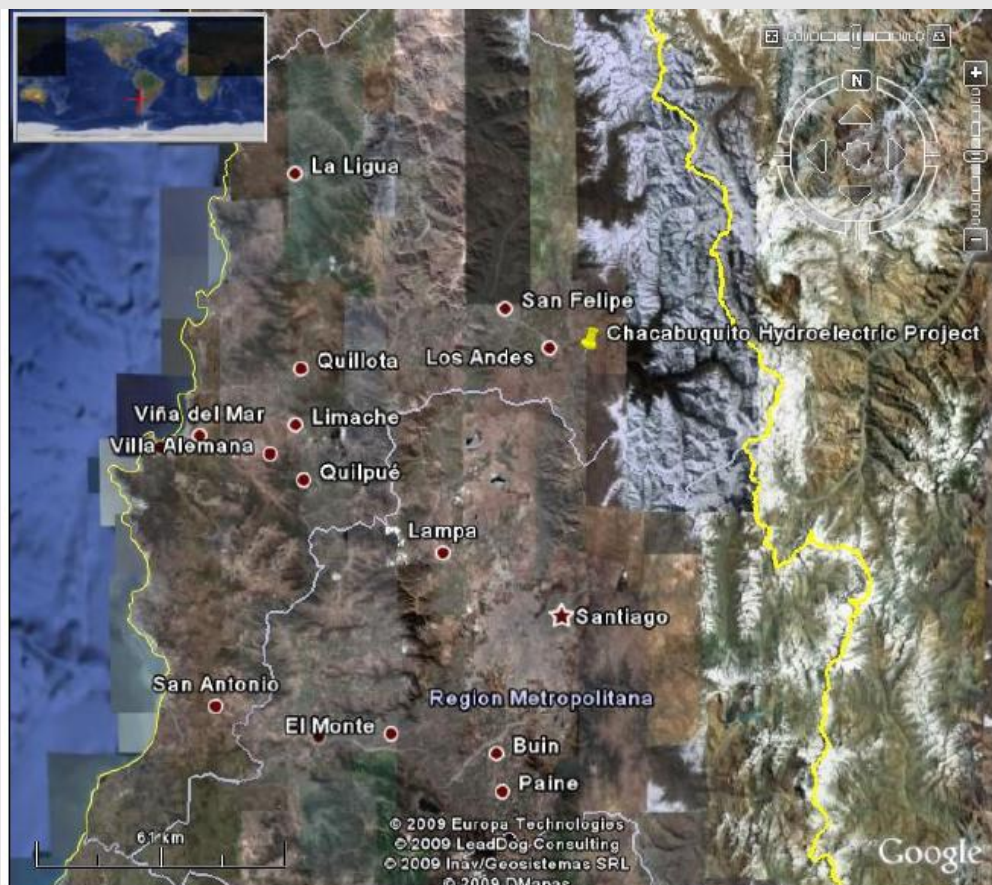 N
La Ligua
San Felipe
Chacabuquito Hydroelectric Project
Los Andes
Quillota
Viña del Mar
Limache
Villa Alemana
Quilpué
Lampa
Santiago
San Antonio
Region Metropolitana
El Monte
Buin
Paine
61 km
© 2009 Europa Technologies
© 2009 LeadDog Consulting
© 2009 Inav/Geosistemas SRL
© 2009 DMapas
Google